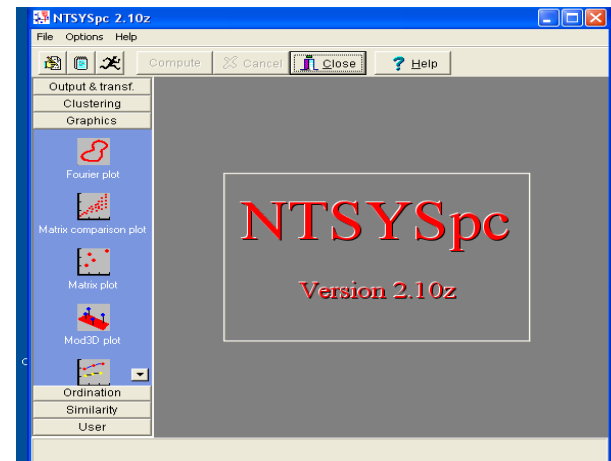 NTSYSpc 2.10z
File Options Help
Compute Cancel Close Help
Output & transf.
Clustering
Graphics
Fourier plot
Matrix comparison plot
Matrix plot
Mod3D plot
Ordination
Similarity
User
NTSYSpc
Version 2.10z